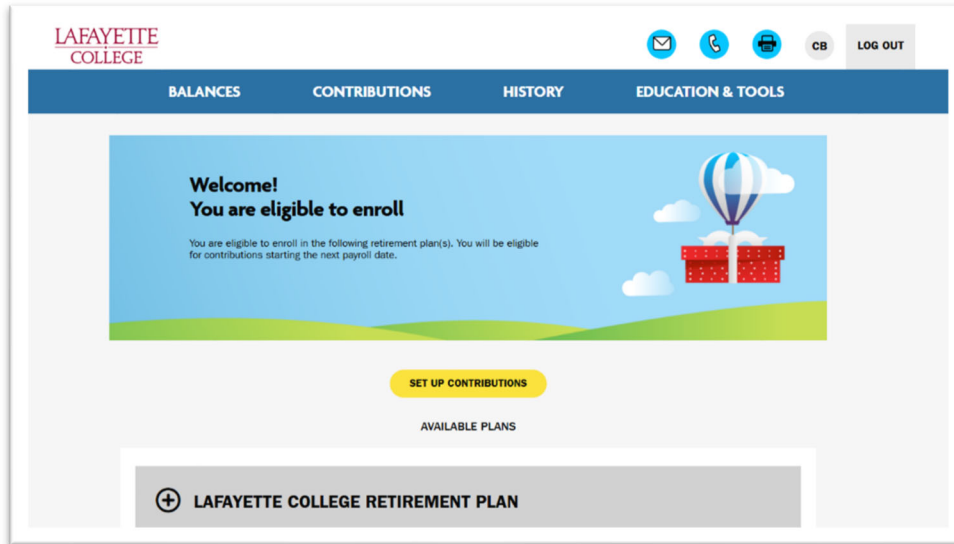 LAFAYETTE
COLLEGE
CB
LOG OUT
BALANCES
CONTRIBUTIONS
HISTORY
EDUCATION & TOOLS
Welcome!
You are eligible to enroll
You are eligible to enroll in the following retirement plan(s). You will be eligible
for contributions starting the next payroll date.
SET UP CONTRIBUTIONS
AVAILABLE PLANS
LAFAYETTE COLLEGE RETIREMENT PLAN